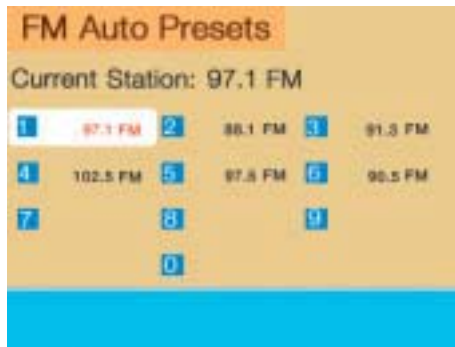 FM Auto Presets
Current Station: 97.1 FM
1 97.1 FM 2 88.1 FM 3 91.3 FM
4 102.5 FM 5 97.5 FM 6 90.5 FM
7 8 9
0